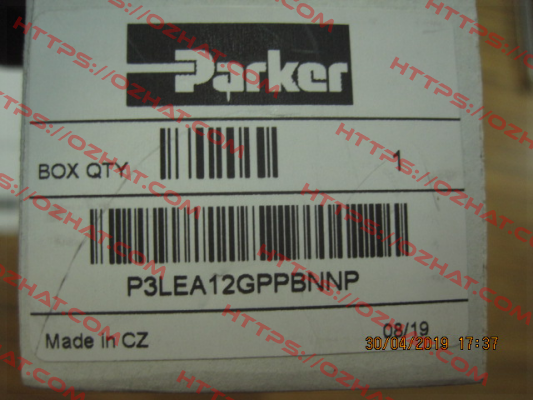 Parker
BOX QTY 1
P3LEA12GPPBNNP
Made in CZ 08/19
30/04/2019 17:37
HTTPS://OZHAT.COM